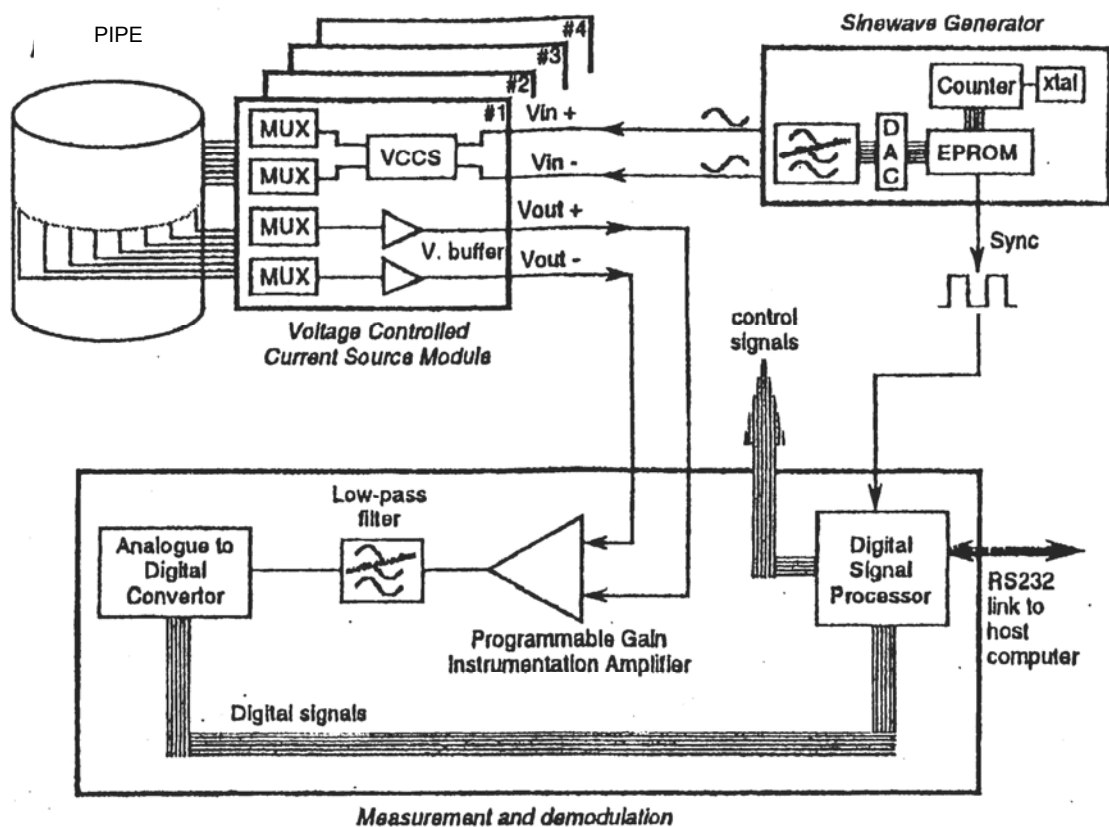 PIPE
Sinewave Generator
#4
#3
#2
#1
MUX
MUX
VCCS
MUX
MUX
V. buffer
Vin +
Vin -
Vout +
Vout -
Counter
xtal
D
A
C
EPROM
Sync
Voltage Controlled
Current Source Module
control
signals
Low-pass
filter
Analogue to
Digital
Convertor
Programmable Gain
Instrumentation Amplifier
Digital
Signal
Processor
RS232
link to
host
computer
Digital signals
Measurement and demodulation